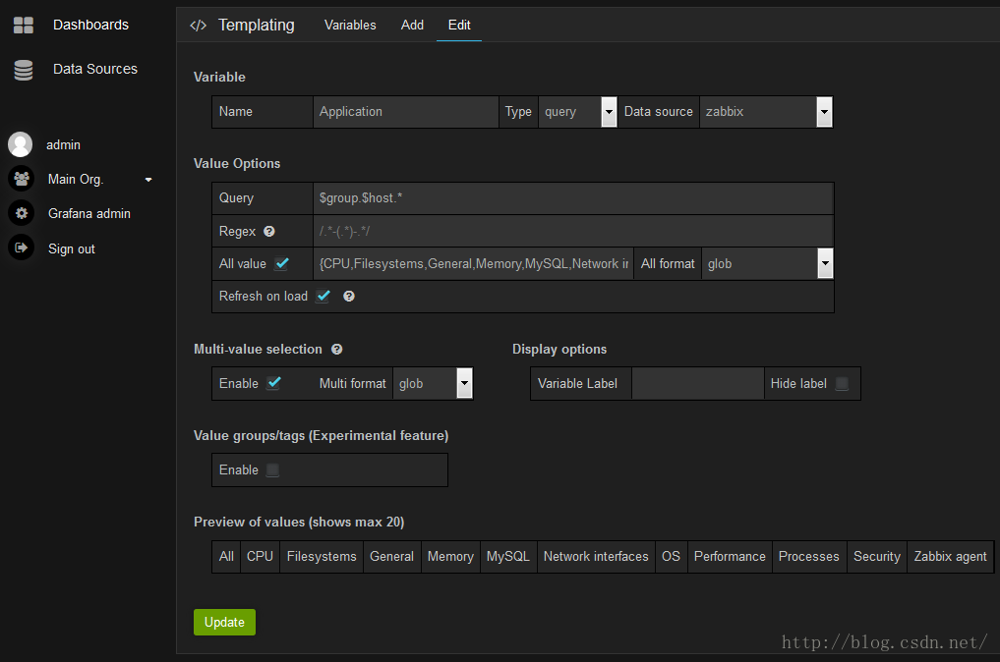 Dashboards
Data Sources
admin
Main Org.
Grafana admin
Sign out
</> Templating Variables Add Edit
Variable
Name Application Type query Data source zabbix
Value Options
Query $group.$host.*
Regex /.*-(.*)-.*/
All value {CPU,Filesystems,General,Memory,MySQL,Network in All format glob
Refresh on load
Multi-value selection Display options
Enable Multi format glob Variable Label Hide label
Value groups/tags (Experimental feature)
Enable
Preview of values (shows max 20)
All CPU Filesystems General Memory MySQL Network interfaces OS Performance Processes Security Zabbix agent
Update
http://blog.csdn.net/